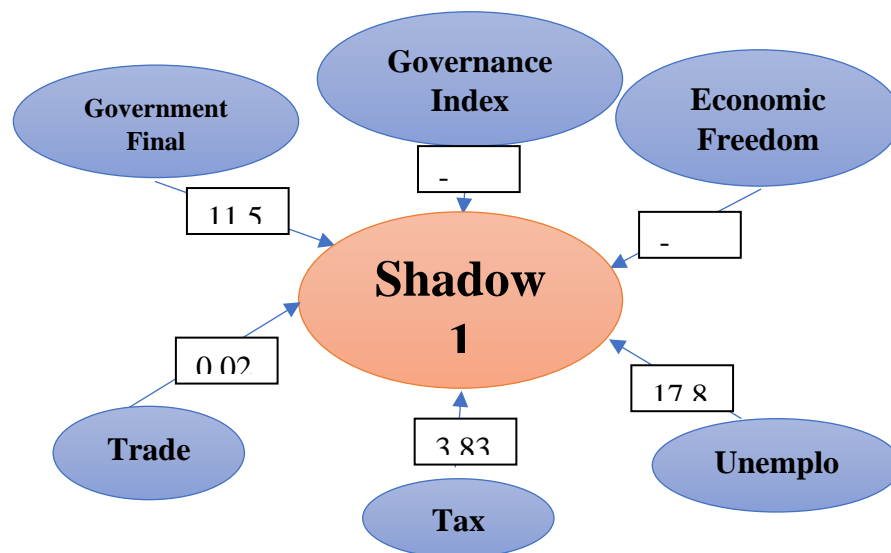 Governance
Index
Government
Final
Economic
Freedom
-
11.5
-
Shadow
1
0.02
17.8
3.83
Trade
Unemplo
Tax